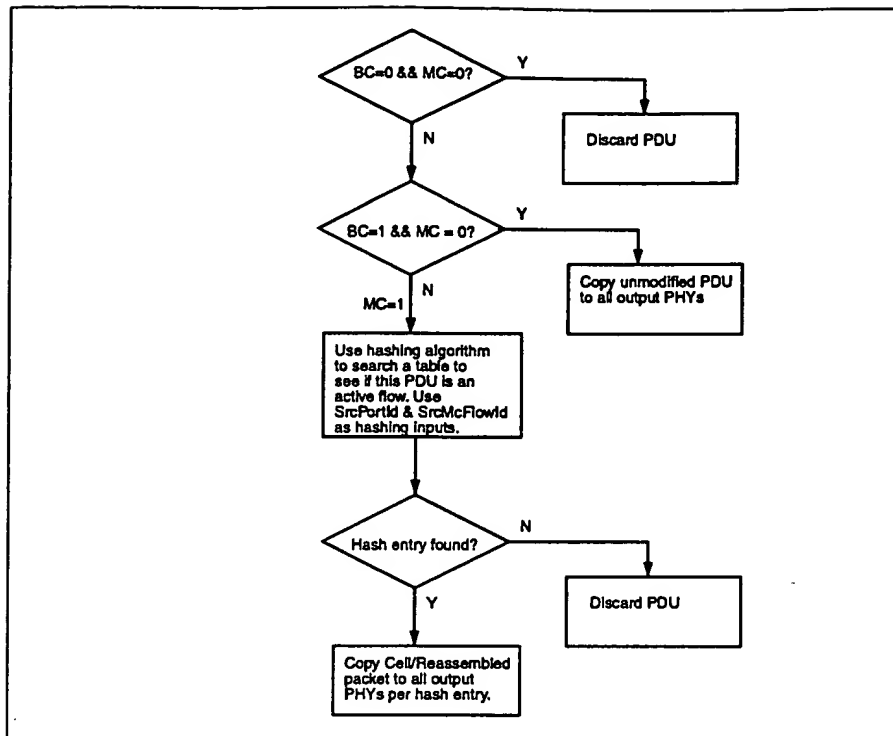 BC=0 && MC=0?
Y
Discard PDU
N
BC=1 && MC = 0?
Y
Copy unmodified PDU
to all output PHYs
N
MC=1
Use hashing algorithm
to search a table to
see if this PDU is an
active flow. Use
SrcPortId & SrcMcFlowId
as hashing inputs.
Hash entry found?
N
Discard PDU
Y
Copy Cell/Reassembled
packet to all output
PHYs per hash entry.